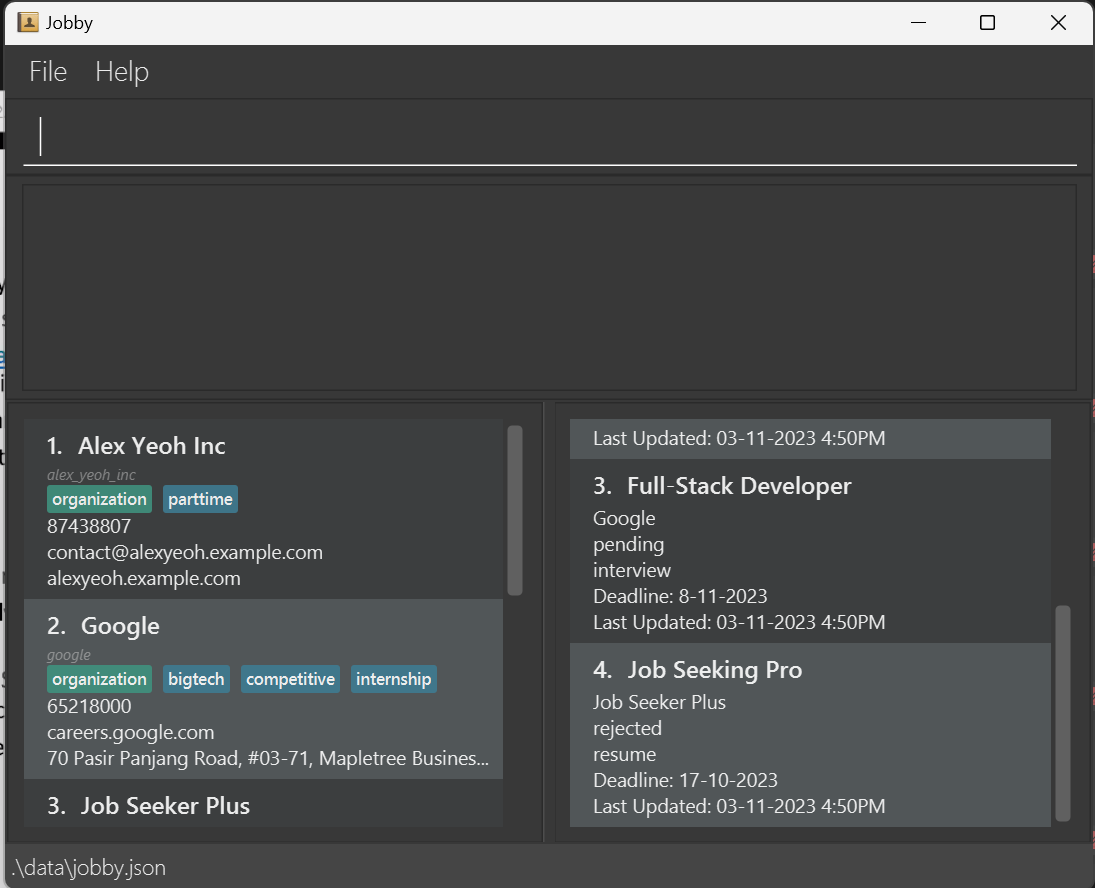 Jobby
File Help
1. Alex Yeoh Inc
alex_yeoh_inc
organization parttime
87438807
contact@alexyeoh.example.com
alexyeoh.example.com
2. Google
google
organization bigtech competitive internship
65218000
careers.google.com
70 Pasir Panjang Road, #03-71, Mapletree Busines...
3. Job Seeker Plus
Last Updated: 03-11-2023 4:50PM
3. Full-Stack Developer
Google
pending
interview
Deadline: 8-11-2023
Last Updated: 03-11-2023 4:50PM
4. Job Seeking Pro
Job Seeker Plus
rejected
resume
Deadline: 17-10-2023
Last Updated: 03-11-2023 4:50PM
.\data\jobby.json